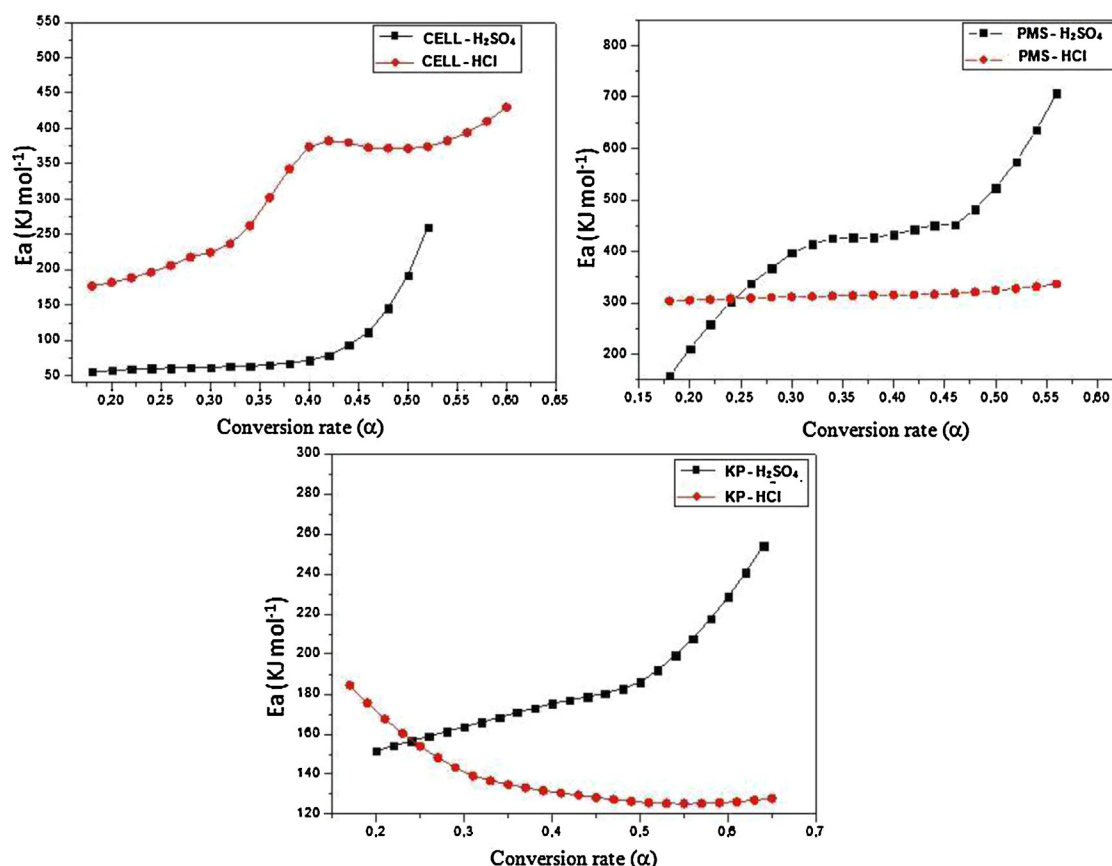 550
500
450
400
350
300
250
200
150
100
50
Ea ( KJ mol⁻¹)
CELL - H₂SO₄
CELL - HCl
0,20 0,25 0,30 0,35 0,40 0,45 0,50 0,55 0,60 0,65
Conversion rate (α)
800
700
600
500
400
300
200
Ea ( KJ mol⁻¹)
PMS - H₂SO₄
PMS - HCl
0,15 0,20 0,25 0,30 0,35 0,40 0,45 0,50 0,55 0,60
Conversion rate (α)
300
280
260
240
220
200
180
160
130
120
Ea ( KJ mol⁻¹)
KP - H₂SO₄
KP - HCl
0,2 0,3 0,4 0,5 0,6 0,7
Conversion rate (α)